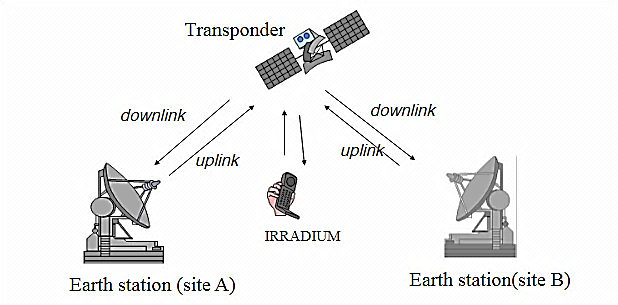 Transponder
downlink
downlink
uplink
uplink
IRRADIUM
Earth station (site A)
Earth station(site B)